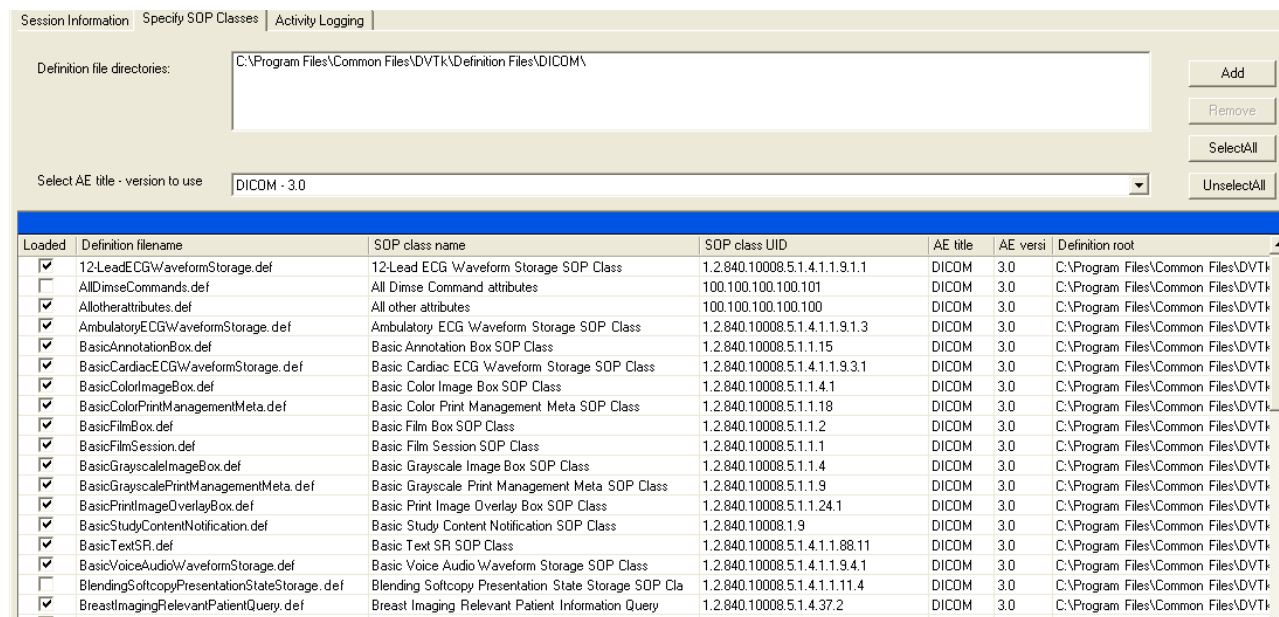 Session Information Specify SOP Classes Activity Logging
Definition file directories: C:\Program Files\Common Files\DVTk\Definition Files\DICOM\
Add
Remove
SelectAll
Select AE title - version to use DICOM - 3.0 UnselectAll
Loaded Definition filename SOP class name SOP class UID AE title AE versi Definition root
12-LeadECGWaveformStorage.def 12-Lead ECG Waveform Storage SOP Class 1.2.840.10008.5.1.4.1.1.9.1.1 DICOM 3.0 C:\Program Files\Common Files\DVTk
AllDimseCommands.def All Dimse Command attributes 100.100.100.100.101 DICOM 3.0 C:\Program Files\Common Files\DVTk
Allotherattributes.def All other attributes 100.100.100.100.100 DICOM 3.0 C:\Program Files\Common Files\DVTk
AmbulatoryECGWaveformStorage.def Ambulatory ECG Waveform Storage SOP Class 1.2.840.10008.5.1.4.1.1.9.1.3 DICOM 3.0 C:\Program Files\Common Files\DVTk
BasicAnnotationBox.def Basic Annotation Box SOP Class 1.2.840.10008.5.1.1.15 DICOM 3.0 C:\Program Files\Common Files\DVTk
BasicCardiacECGWaveformStorage.def Basic Cardiac ECG Waveform Storage SOP Class 1.2.840.10008.5.1.4.1.1.9.3.1 DICOM 3.0 C:\Program Files\Common Files\DVTk
BasicColorImageBox.def Basic Color Image Box SOP Class 1.2.840.10008.5.1.1.4.1 DICOM 3.0 C:\Program Files\Common Files\DVTk
BasicColorPrintManagementMeta.def Basic Color Print Management Meta SOP Class 1.2.840.10008.5.1.1.18 DICOM 3.0 C:\Program Files\Common Files\DVTk
BasicFilmBox.def Basic Film Box SOP Class 1.2.840.10008.5.1.1.2 DICOM 3.0 C:\Program Files\Common Files\DVTk
BasicFilmSession.def Basic Film Session SOP Class 1.2.840.10008.5.1.1.1 DICOM 3.0 C:\Program Files\Common Files\DVTk
BasicGrayscaleImageBox.def Basic Grayscale Image Box SOP Class 1.2.840.10008.5.1.1.4 DICOM 3.0 C:\Program Files\Common Files\DVTk
BasicGrayscalePrintManagementMeta.def Basic Grayscale Print Management Meta SOP Class 1.2.840.10008.5.1.1.9 DICOM 3.0 C:\Program Files\Common Files\DVTk
BasicPrintImageOverlayBox.def Basic Print Image Overlay Box SOP Class 1.2.840.10008.5.1.1.24.1 DICOM 3.0 C:\Program Files\Common Files\DVTk
BasicStudyContentNotification.def Basic Study Content Notification SOP Class 1.2.840.10008.1.9 DICOM 3.0 C:\Program Files\Common Files\DVTk
BasicTextSR.def Basic Text SR SOP Class 1.2.840.10008.5.1.4.1.1.88.11 DICOM 3.0 C:\Program Files\Common Files\DVTk
BasicVoiceAudioWaveformStorage.def Basic Voice Audio Waveform Storage SOP Class 1.2.840.10008.5.1.4.1.1.9.4.1 DICOM 3.0 C:\Program Files\Common Files\DVTk
BlendingSoftcopyPresentationStateStorage.def Blending Softcopy Presentation State Storage SOP Cla 1.2.840.10008.5.1.4.1.1.11.4 DICOM 3.0 C:\Program Files\Common Files\DVTk
BreastImagingRelevantPatientQuery.def Breast Imaging Relevant Patient Information Query 1.2.840.10008.5.1.4.37.2 DICOM 3.0 C:\Program Files\Common Files\DVTk